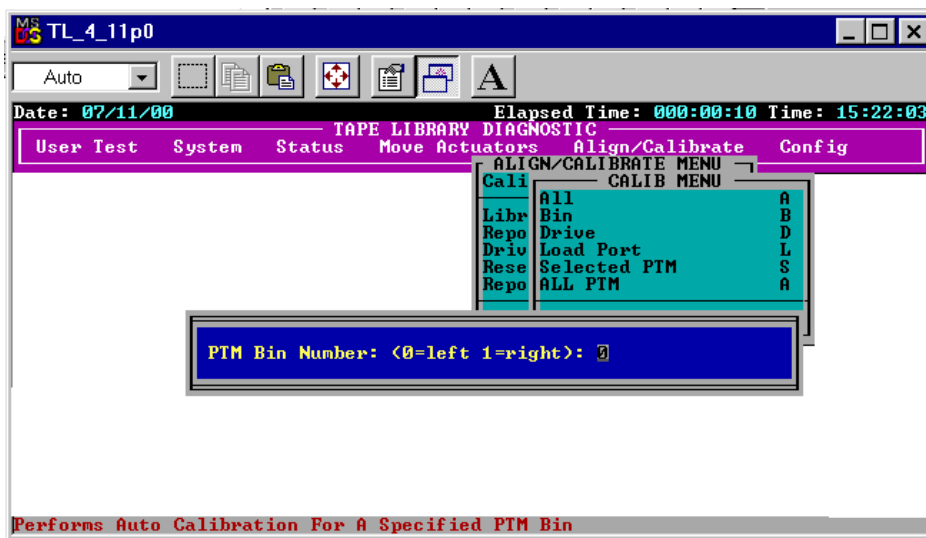 MS DOS TL_4_11p0
Auto
A
Date: 07/11/00 Elapsed Time: 000:00:10 Time: 15:22:03
TAPE LIBRARY DIAGNOSTIC
User Test System Status Move Actuators Align/Calibrate Config
ALIGN/CALIBRATE MENU
Cali CALIB MENU
All A
Libr Bin B
Repo Drive D
Driv Load Port L
Rese Selected PTM S
Repo ALL PTM A
PTM Bin Number: (0=left 1=right): 0
Performs Auto Calibration For A Specified PTM Bin